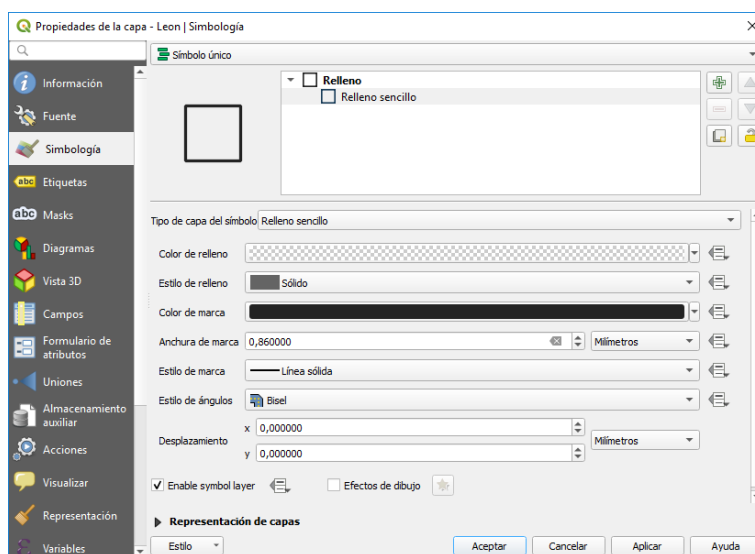 Propiedades de la capa - Leon | Simbología
Símbolo único
Información
Fuente
Simbología
abc Etiquetas
abc Masks
Diagramas
Vista 3D
Campos
Formulario de
atributos
Uniones
Almacenamiento
auxiliar
Acciones
Visualizar
Representación
Variables
Relleno
Relleno sencillo
Tipo de capa del símbolo Relleno sencillo
Color de relleno
Estilo de relleno Sólido
Color de marca
Anchura de marca 0,860000 Milímetros
Estilo de marca Línea sólida
Estilo de ángulos Bisel
Desplazamiento x 0,000000 Milímetros
y 0,000000
Enable symbol layer Efectos de dibujo
Representación de capas
Estilo Aceptar Cancelar Aplicar Ayuda